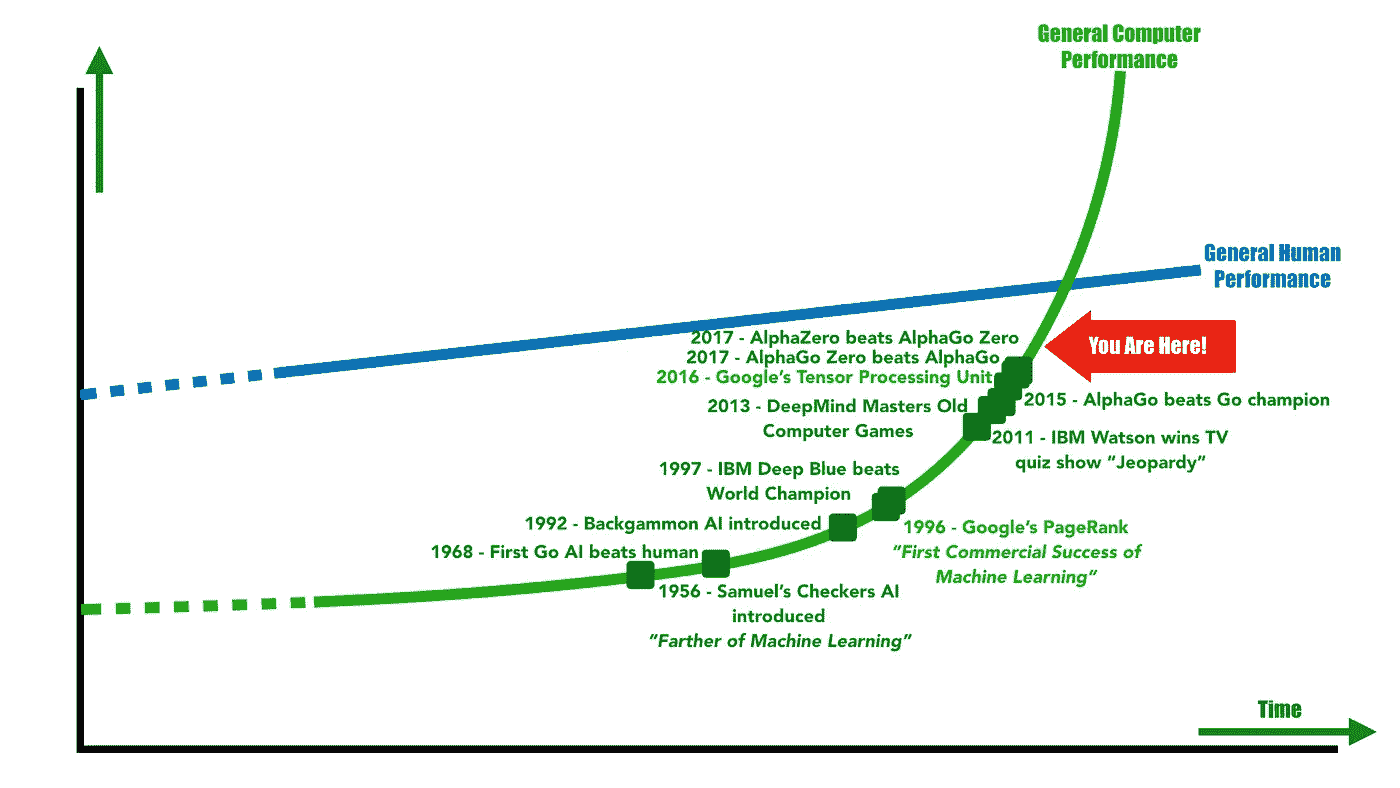 General Computer
Performance
General Human
Performance
2017 - AlphaZero beats AlphaGo Zero
You Are Here!
2017 - AlphaGo Zero beats AlphaGo
2016 - Google's Tensor Processing Unit
2015 - AlphaGo beats Go champion
2013 - DeepMind Masters Old
Computer Games
2011 - IBM Watson wins TV
quiz show "Jeopardy"
1997 - IBM Deep Blue beats
World Champion
1992 - Backgammon AI introduced
1996 - Google's PageRank
"First Commercial Success of
Machine Learning"
1968 - First Go AI beats human
1956 - Samuel's Checkers AI
introduced
"Farther of Machine Learning"
Time